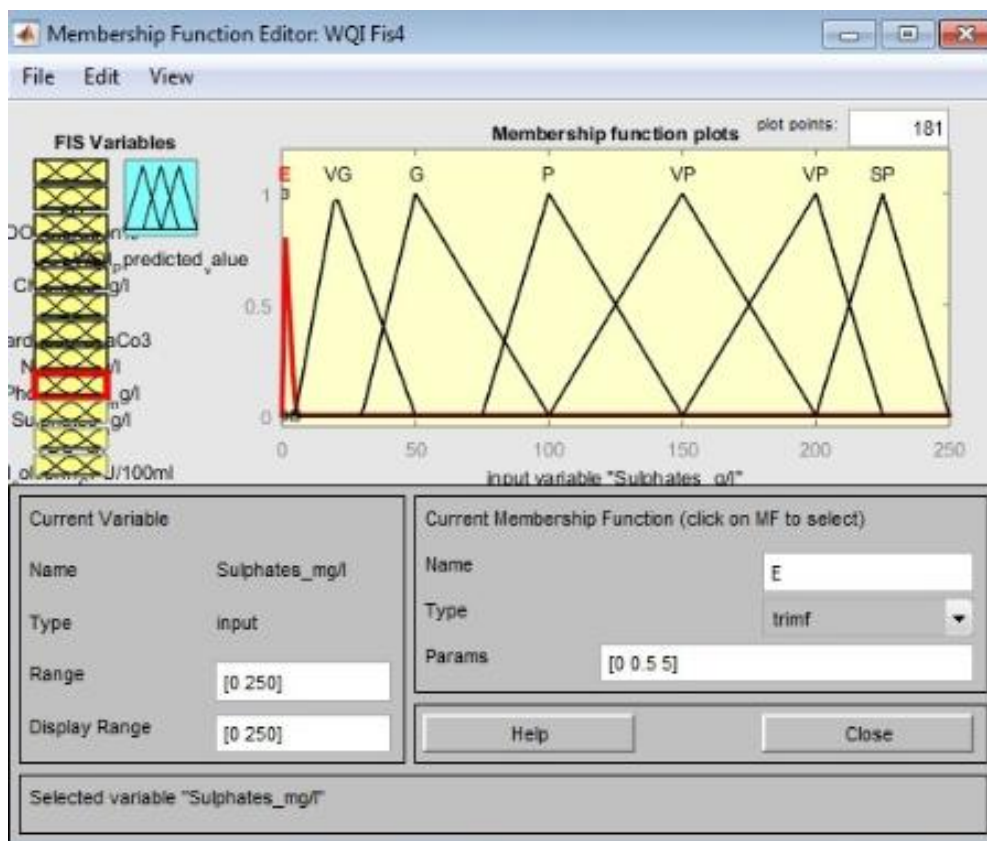 Membership Function Editor: WQI Fis4
File Edit View
FIS Variables
Membership function plots
plot points:
181
E VG G P VP VP SP
predicted_value
aCo3
g/l
g/l
/100ml
1
0.5
0
0 50 100 150 200 250
input variable "Sulphates_
Current Variable
Name Sulphates_mg/l
Type input
Range [0 250]
Display Range [0 250]
Current Membership Function (click on MF to select)
Name E
Type trimf
Params [0 0.5 5]
Help Close
Selected variable "Sulphates_mg/l"